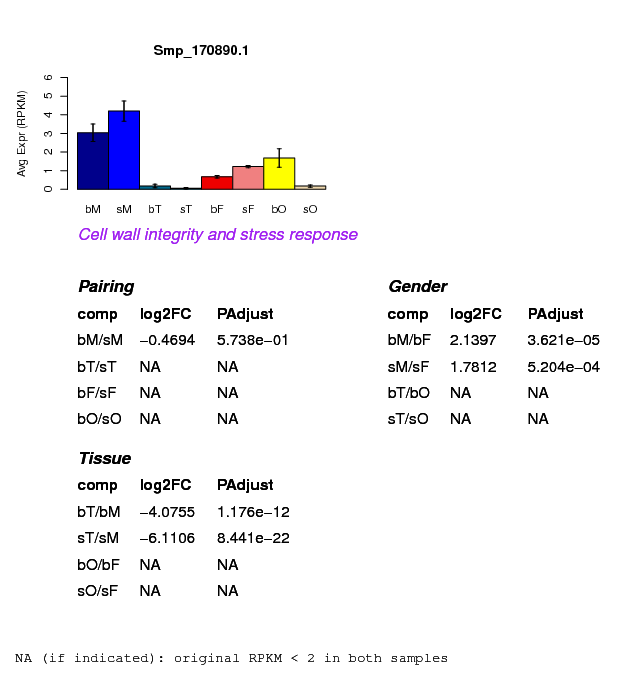 Smp_170890.1
Avg Expr (RPKM)
0 1 2 3 4 5 6
bM sM bT sT bF sF bO sO
Cell wall integrity and stress response
Pairing
comp log2FC PAdjust
bM/sM −0.4694 5.738e−01
bT/sT NA NA
bF/sF NA NA
bO/sO NA NA
Gender
comp log2FC PAdjust
bM/bF 2.1397 3.621e−05
sM/sF 1.7812 5.204e−04
bT/bO NA NA
sT/sO NA NA
Tissue
comp log2FC PAdjust
bT/bM −4.0755 1.176e−12
sT/sM −6.1106 8.441e−22
bO/bF NA NA
sO/sF NA NA
NA (if indicated): original RPKM < 2 in both samples